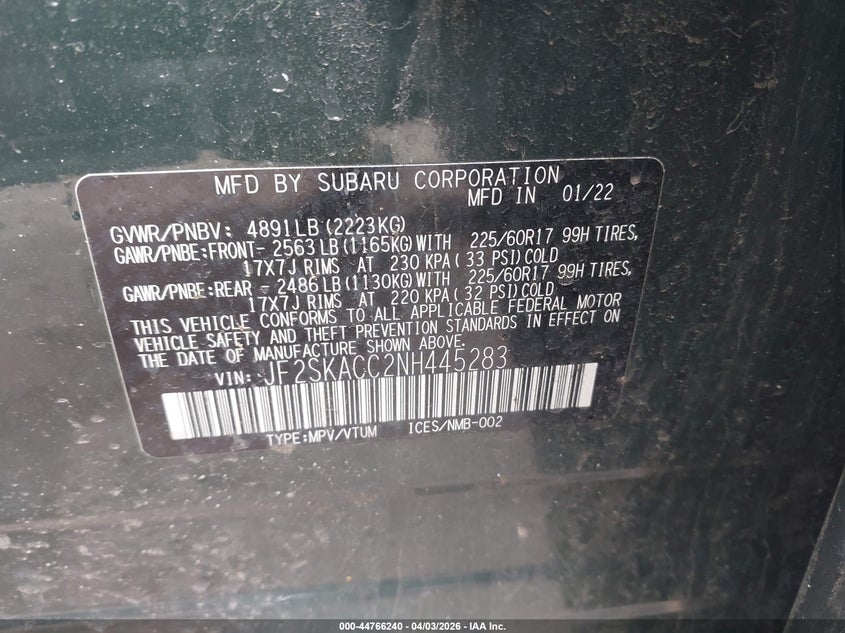 MFD BY SUBARU CORPORATION
MFD IN 01/22
GVWR/PNBV: 4891LB(2223KG)
GAWR/PNBE:FRONT- 2563LB(1165KG)WITH 225/60R17 99H TIRES,
17X7J RIMS AT 230 KPA(33 PSI)COLD
GAWR/PNBE:REAR - 2486LB(1130KG)WITH 225/60R17 99H TIRES,
17X7J RIMS AT 220 KPA(32 PSI)COLD
THIS VEHICLE CONFORMS TO ALL APPLICABLE FEDERAL MOTOR
VEHICLE SAFETY AND THEFT PREVENTION STANDARDS IN EFFECT ON
THE DATE OF MANUFACTURE SHOWN ABOVE.
VIN: JF2SKACC2NH445283
TYPE:MPV/VTUM ICES/NMB-002
000-44766240 - 04/03/2026 - IAA Inc.